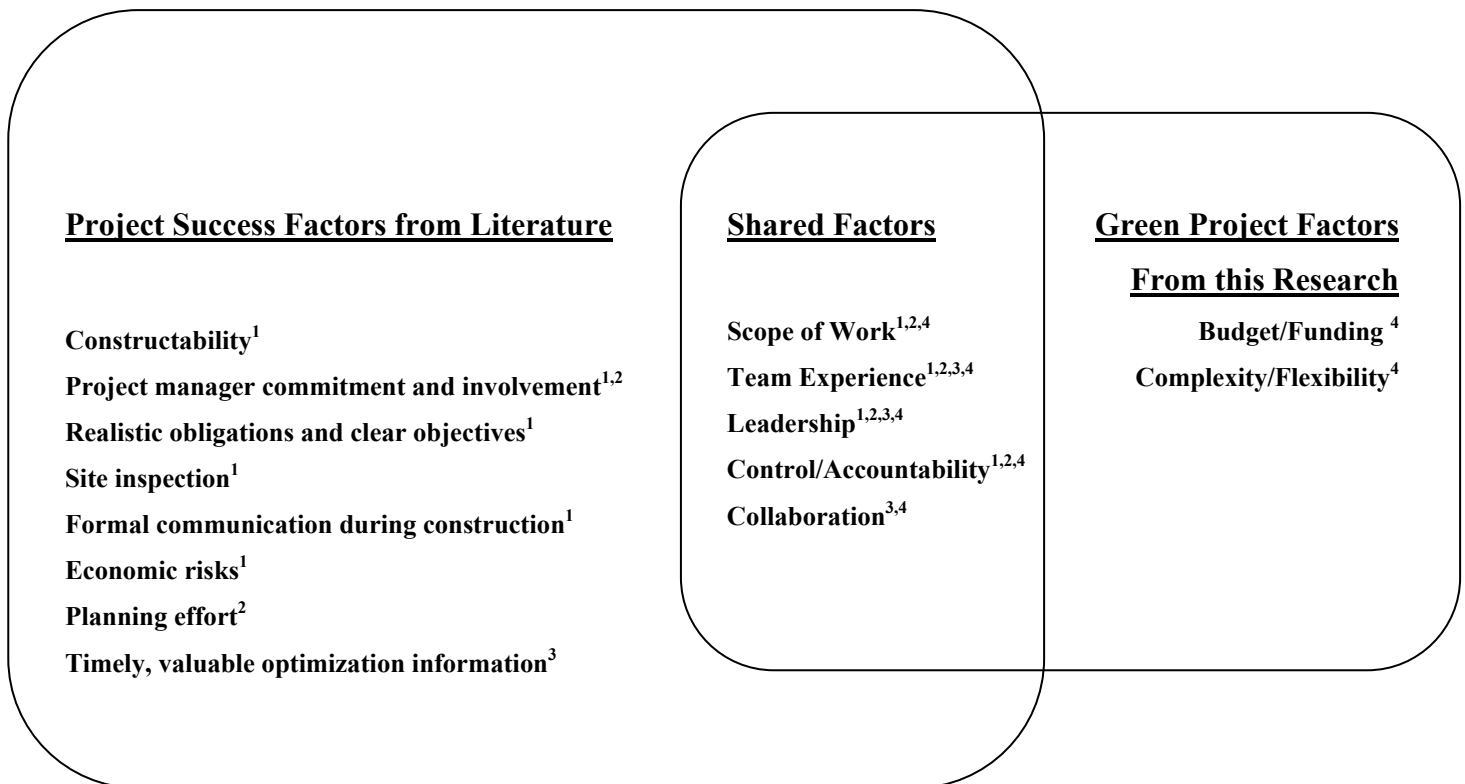 Project Success Factors from Literature
Constructability¹
Project manager commitment and involvement¹,²
Realistic obligations and clear objectives¹
Site inspection¹
Formal communication during construction¹
Economic risks¹
Planning effort²
Timely, valuable optimization information³
Shared Factors
Scope of Work¹,²,⁴
Team Experience¹,²,³,⁴
Leadership¹,²,³,⁴
Control/Accountability¹,²,⁴
Collaboration³,⁴
Green Project Factors
From this Research
Budget/Funding ⁴
Complexity/Flexibility⁴